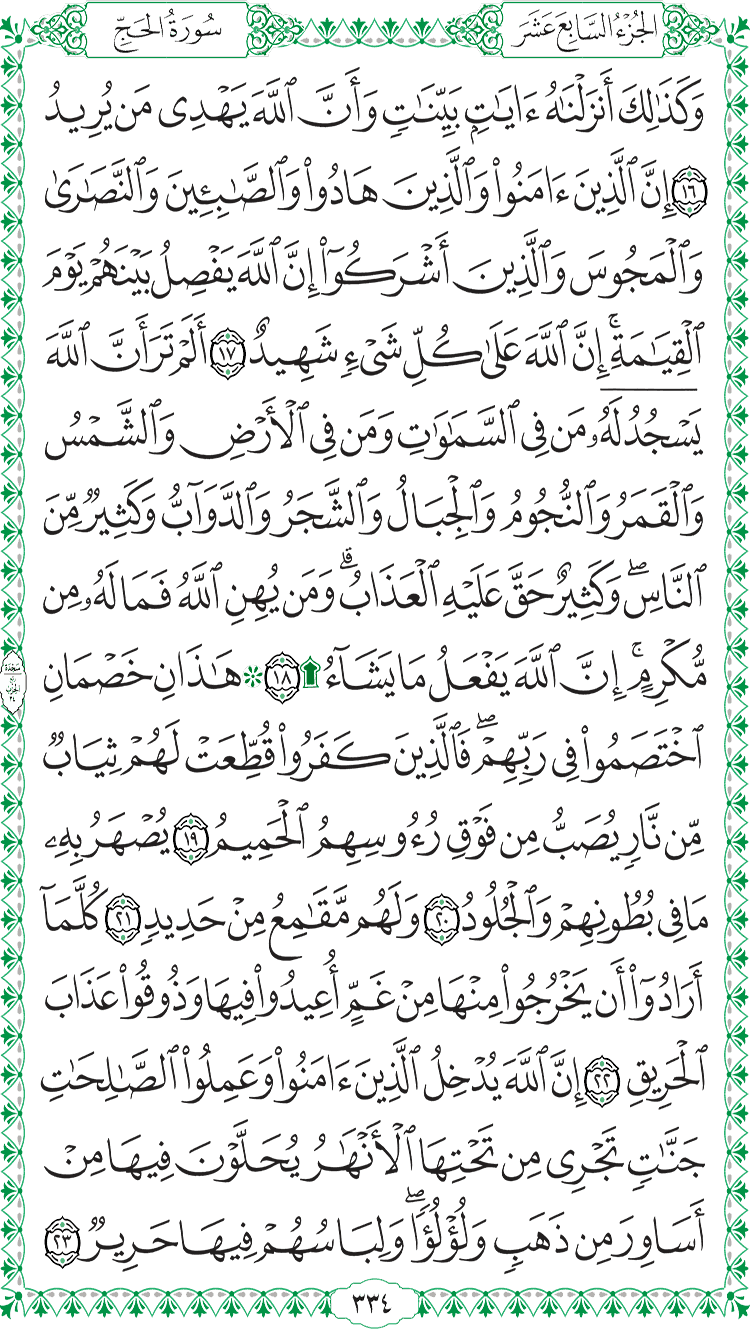 الجُزْءُ السَّابِعَ عَشَرَ
سُورَةُ الحَجِّ
وَكَذَٰلِكَ أَنزَلْنَٰهُ ءَايَٰتٍۭ بَيِّنَٰتٍ وَأَنَّ ٱللَّهَ يَهْدِى مَن يُرِيدُ
١٦ إِنَّ ٱلَّذِينَ ءَامَنُوا۟ وَٱلَّذِينَ هَادُوا۟ وَٱلصَّٰبِـِٔينَ وَٱلنَّصَٰرَىٰ
وَٱلْمَجُوسَ وَٱلَّذِينَ أَشْرَكُوٓا۟ إِنَّ ٱللَّهَ يَفْصِلُ بَيْنَهُمْ يَوْمَ
ٱلْقِيَٰمَةِ ۚ إِنَّ ٱللَّهَ عَلَىٰ كُلِّ شَىْءٍ شَهِيدٌ ١٧ أَلَمْ تَرَ أَنَّ ٱللَّهَ
يَسْجُدُ لَهُۥ مَن فِى ٱلسَّمَٰوَٰتِ وَمَن فِى ٱلْأَرْضِ وَٱلشَّمْسُ
وَٱلْقَمَرُ وَٱلنُّجُومُ وَٱلْجِبَالُ وَٱلشَّجَرُ وَٱلدَّوَآبُّ وَكَثِيرٌ مِّنَ
ٱلنَّاسِ ۖ وَكَثِيرٌ حَقَّ عَلَيْهِ ٱلْعَذَابُ ۗ وَمَن يُهِنِ ٱللَّهُ فَمَا لَهُۥ مِن
مُّكْرِمٍ ۚ إِنَّ ٱللَّهَ يَفْعَلُ مَا يَشَآءُ ۩ ١٨ ۞ هَٰذَانِ خَصْمَانِ
ٱخْتَصَمُوا۟ فِى رَبِّهِمْ ۖ فَٱلَّذِينَ كَفَرُوا۟ قُطِّعَتْ لَهُمْ ثِيَابٌ
مِّن نَّارٍ يُصَبُّ مِن فَوْقِ رُءُوسِهِمُ ٱلْحَمِيمُ ١٩ يُصْهَرُ بِهِۦ
مَا فِى بُطُونِهِمْ وَٱلْجُلُودُ ٢٠ وَلَهُم مَّقَٰمِعُ مِنْ حَدِيدٍ ٢١ كُلَّمَآ
أَرَادُوٓا۟ أَن يَخْرُجُوا۟ مِنْهَا مِنْ غَمٍّ أُعِيدُوا۟ فِيهَا وَذُوقُوا۟ عَذَابَ
ٱلْحَرِيقِ ٢٢ إِنَّ ٱللَّهَ يُدْخِلُ ٱلَّذِينَ ءَامَنُوا۟ وَعَمِلُوا۟ ٱلصَّٰلِحَٰتِ
جَنَّٰتٍ تَجْرِى مِن تَحْتِهَا ٱلْأَنْهَٰرُ يُحَلَّوْنَ فِيهَا مِنْ
أَسَاوِرَ مِن ذَهَبٍ وَلُؤْلُؤًا ۖ وَلِبَاسُهُمْ فِيهَا حَرِيرٌ ٢٣
٣٣٤